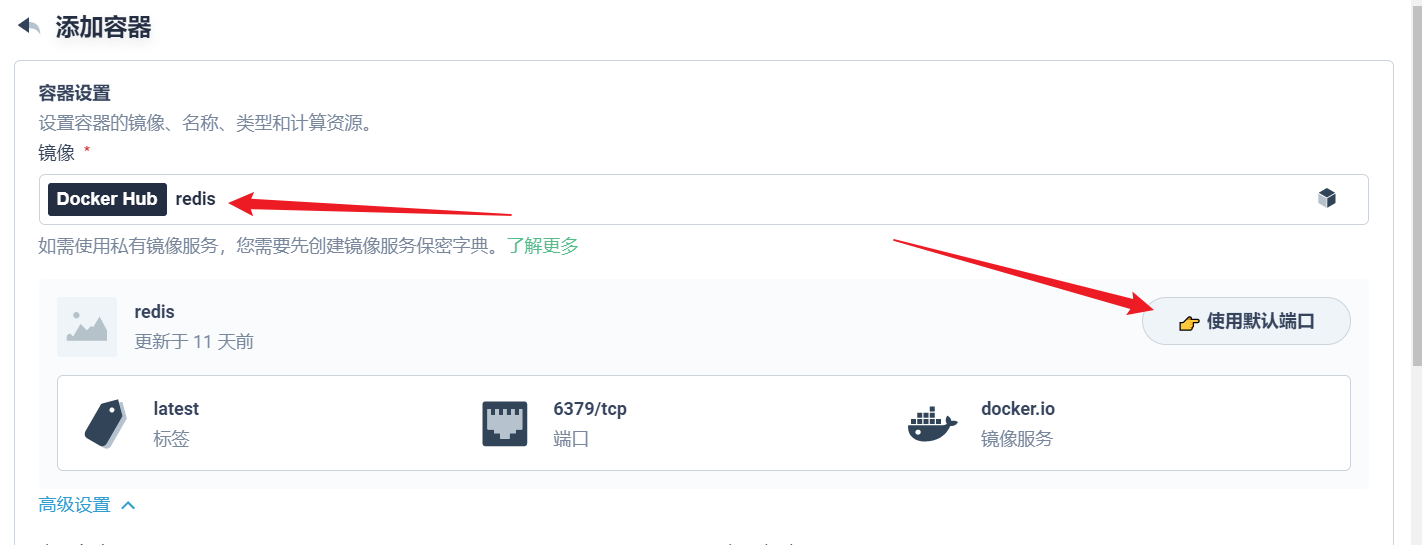 添加容器
容器设置
设置容器的镜像、名称、类型和计算资源。
镜像 *
Docker Hub redis
如需使用私有镜像服务，您需要先创建镜像服务保密字典。了解更多
redis
更新于 11 天前
👉 使用默认端口
latest
标签
6379/tcp
端口
docker.io
镜像服务
高级设置